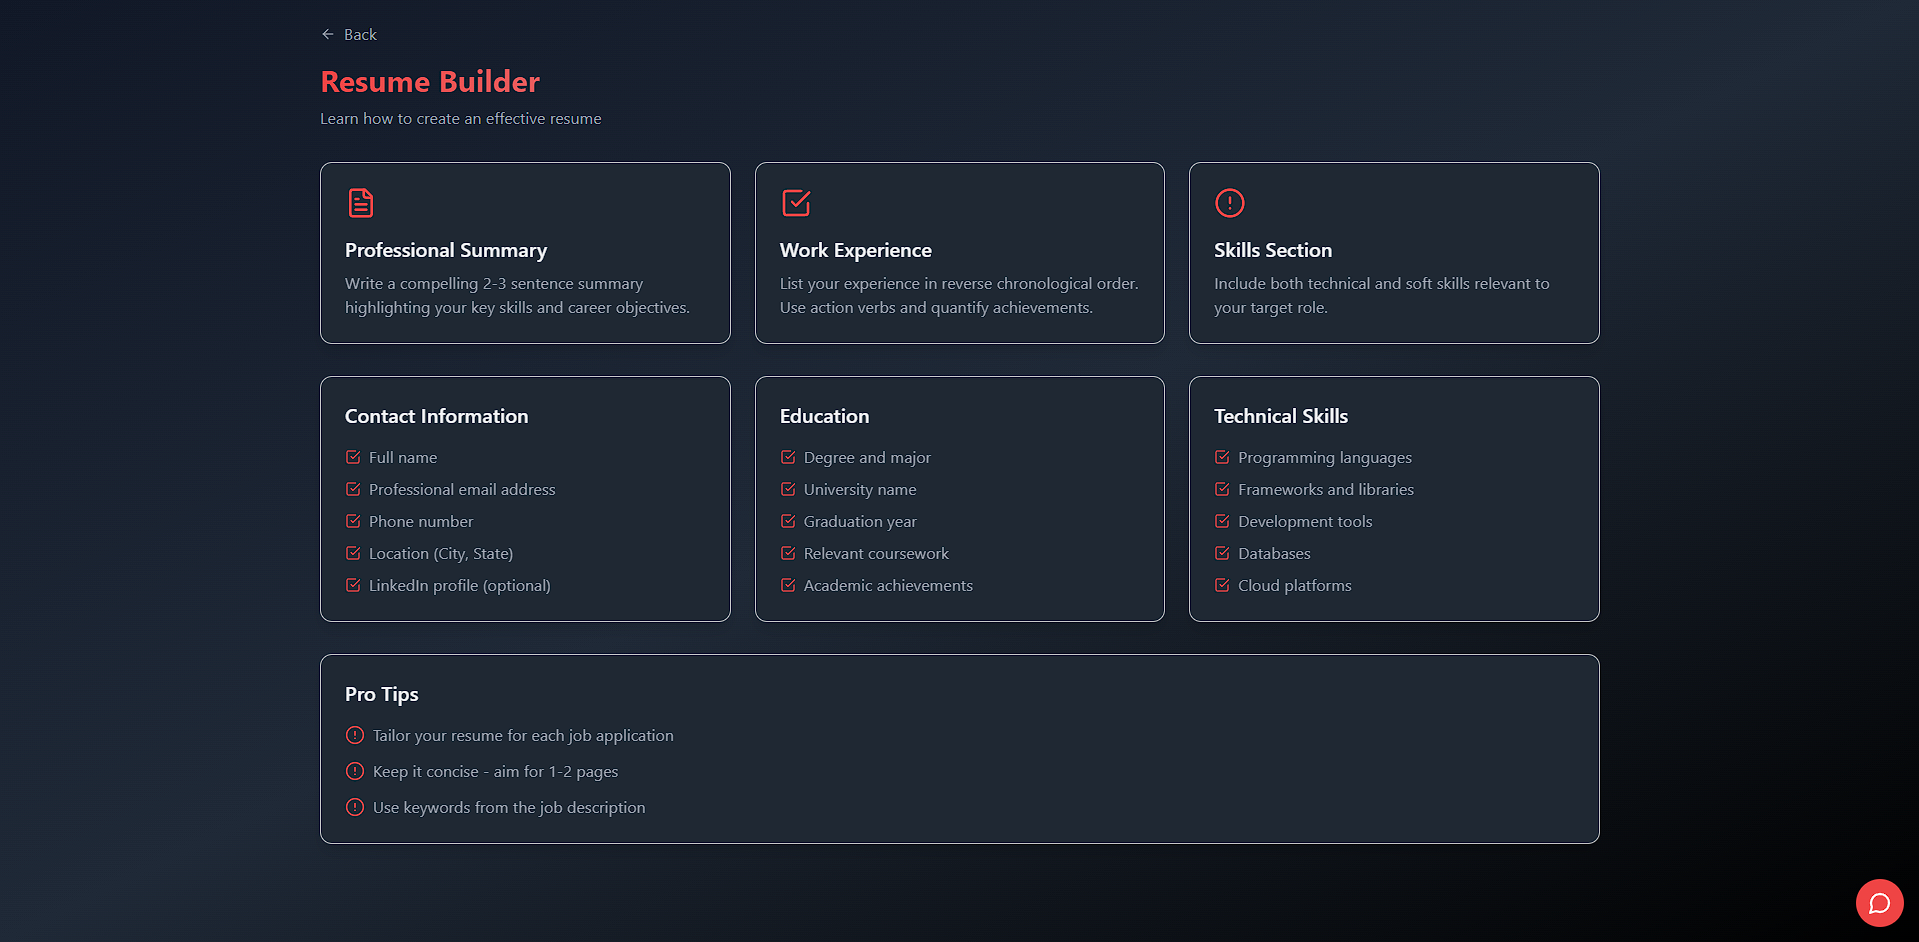 Back
Resume Builder
Learn how to create an effective resume
Professional Summary
Write a compelling 2-3 sentence summary
highlighting your key skills and career objectives.
Work Experience
List your experience in reverse chronological order.
Use action verbs and quantify achievements.
Skills Section
Include both technical and soft skills relevant to
your target role.
Contact Information
Full name
Professional email address
Phone number
Location (City, State)
LinkedIn profile (optional)
Education
Degree and major
University name
Graduation year
Relevant coursework
Academic achievements
Technical Skills
Programming languages
Frameworks and libraries
Development tools
Databases
Cloud platforms
Pro Tips
Tailor your resume for each job application
Keep it concise - aim for 1-2 pages
Use keywords from the job description